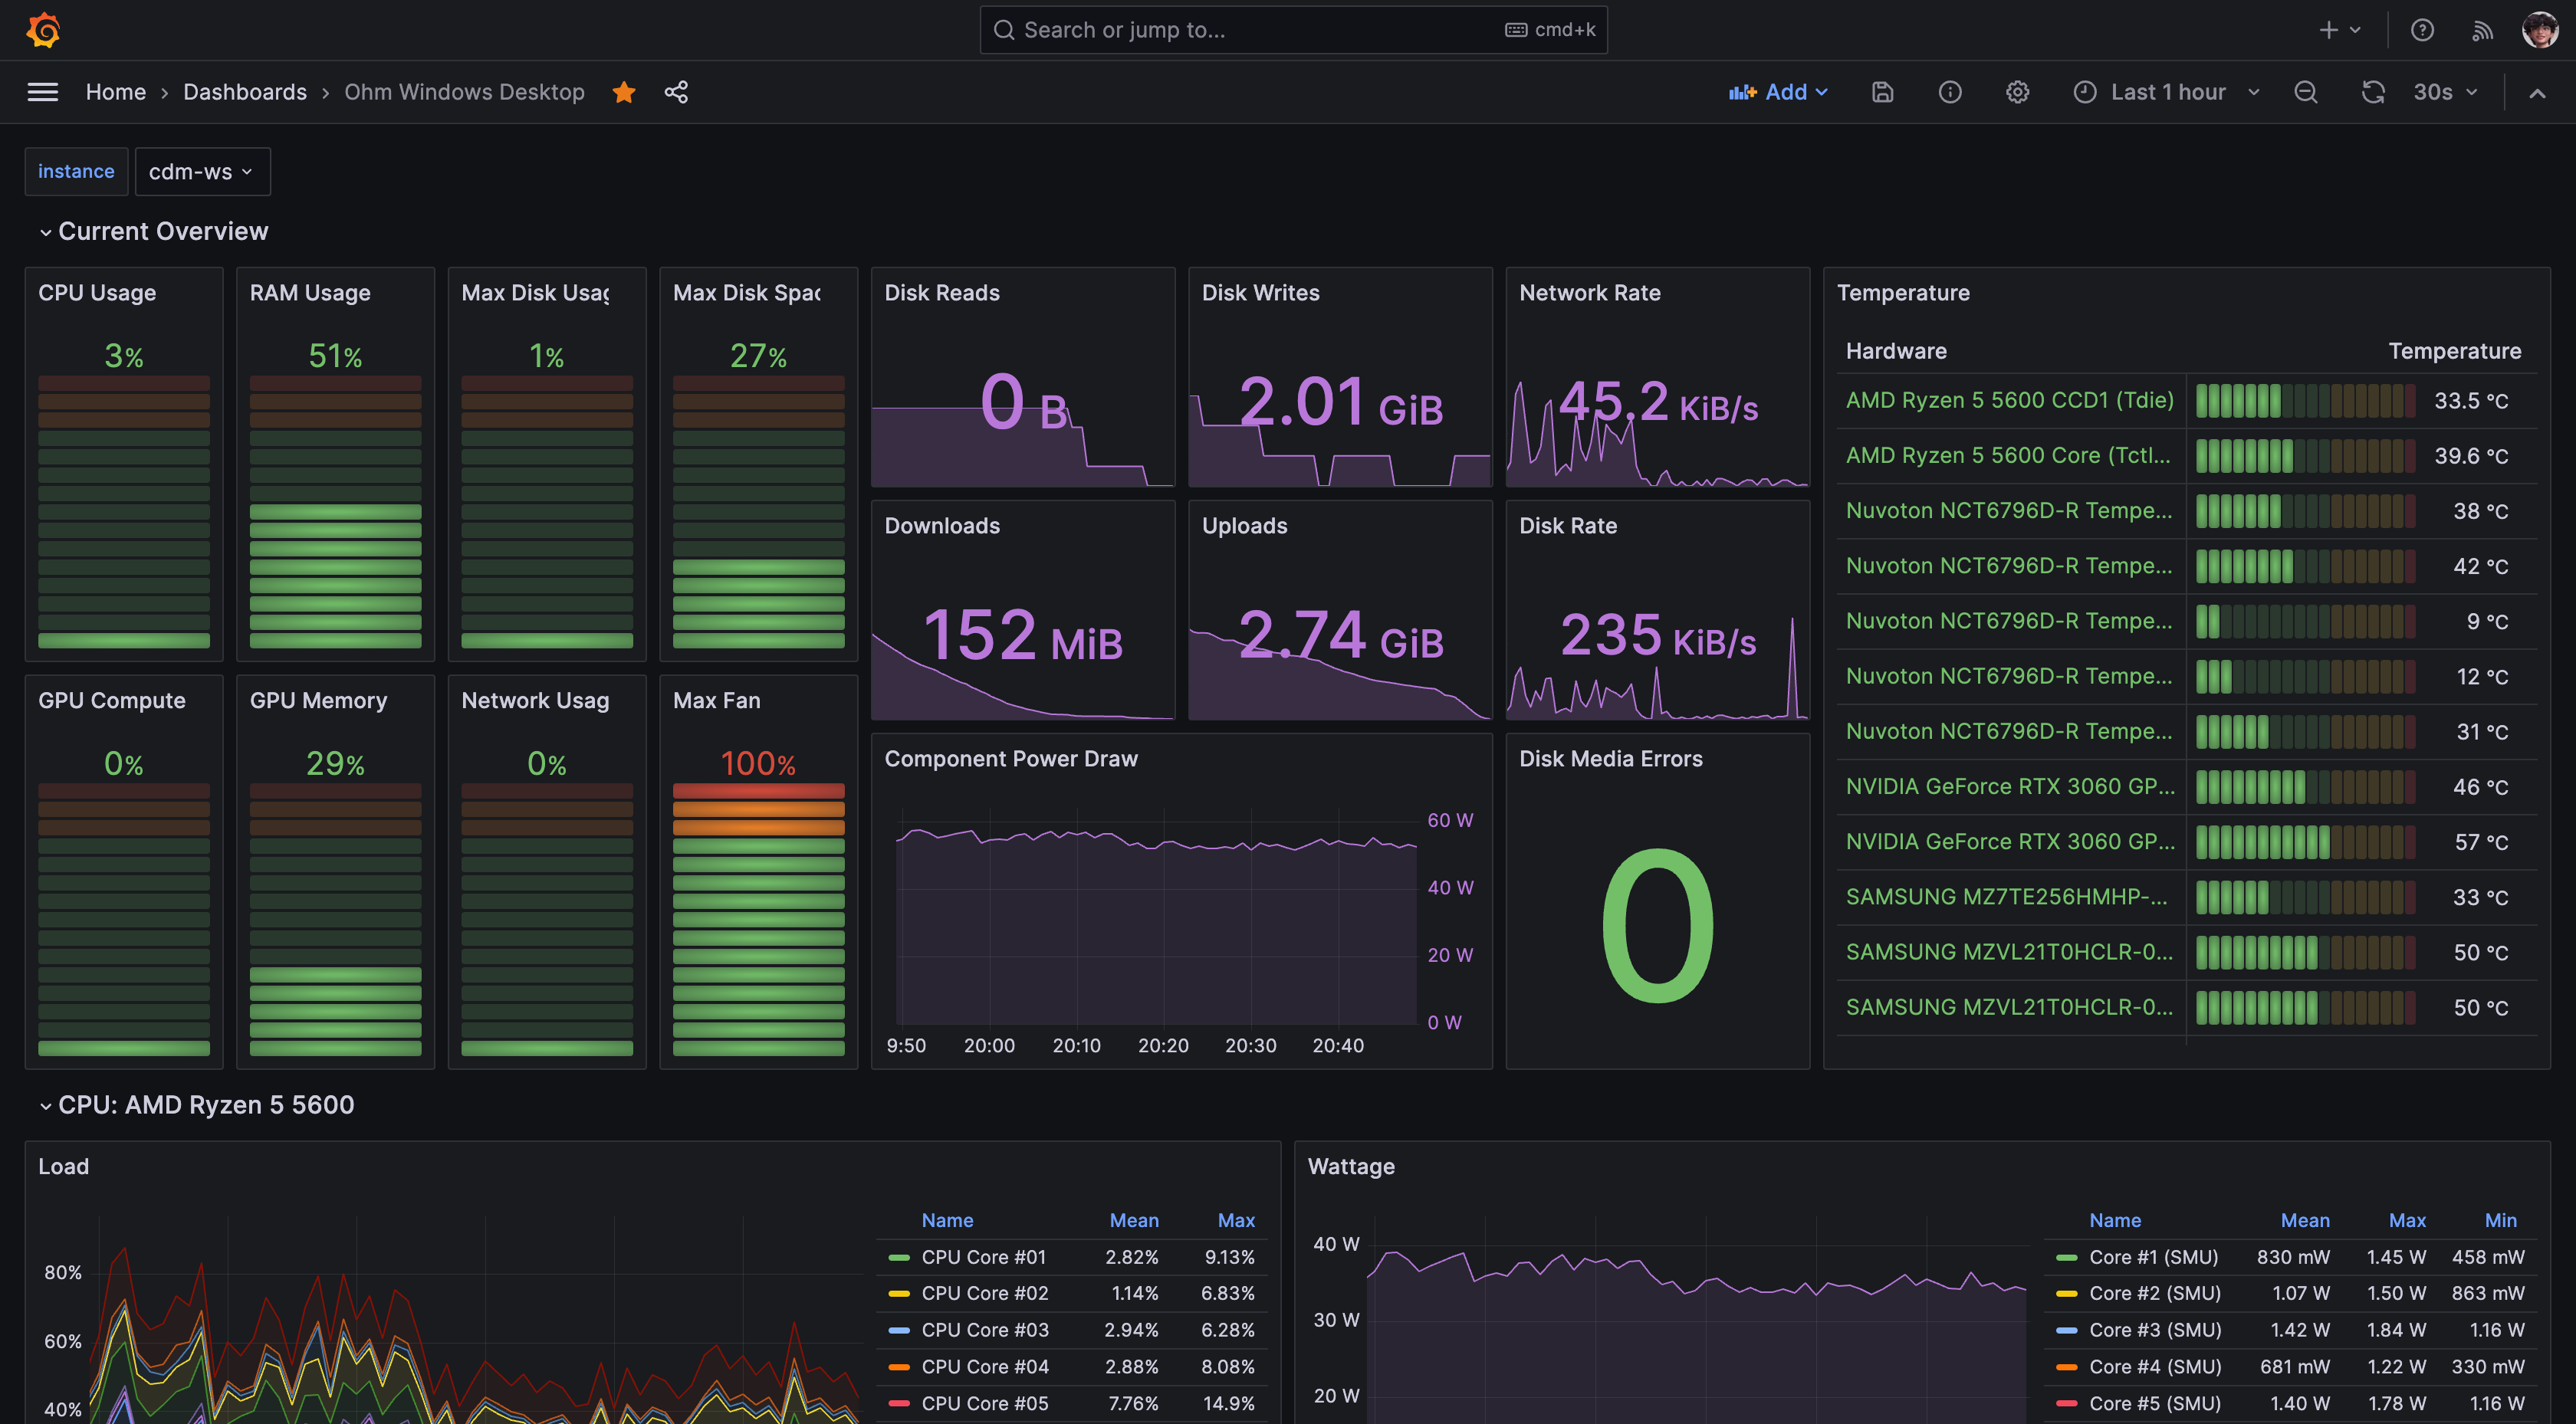 Search or jump to...
cmd+k
Home › Dashboards › Ohm Windows Desktop
Add
Last 1 hour
30s
instance
cdm-ws
Current Overview
CPU Usage
3%
RAM Usage
51%
Max Disk Usag
1%
Max Disk Spac
27%
Disk Reads
0 B
Disk Writes
2.01 GiB
Network Rate
45.2 KiB/s
Downloads
152 MiB
Uploads
2.74 GiB
Disk Rate
235 KiB/s
GPU Compute
0%
GPU Memory
29%
Network Usag
0%
Max Fan
100%
Component Power Draw
60 W
40 W
20 W
0 W
9:50 20:00 20:10 20:20 20:30 20:40
Disk Media Errors
0
Temperature
Hardware Temperature
AMD Ryzen 5 5600 CCD1 (Tdie) 33.5 °C
AMD Ryzen 5 5600 Core (Tctl... 39.6 °C
Nuvoton NCT6796D-R Tempe... 38 °C
Nuvoton NCT6796D-R Tempe... 42 °C
Nuvoton NCT6796D-R Tempe... 9 °C
Nuvoton NCT6796D-R Tempe... 12 °C
Nuvoton NCT6796D-R Tempe... 31 °C
NVIDIA GeForce RTX 3060 GP... 46 °C
NVIDIA GeForce RTX 3060 GP... 57 °C
SAMSUNG MZ7TE256HMHP-... 33 °C
SAMSUNG MZVL21T0HCLR-0... 50 °C
SAMSUNG MZVL21T0HCLR-0... 50 °C
CPU: AMD Ryzen 5 5600
Load
80%
60%
40%
Name Mean Max
CPU Core #01 2.82% 9.13%
CPU Core #02 1.14% 6.83%
CPU Core #03 2.94% 6.28%
CPU Core #04 2.88% 8.08%
CPU Core #05 7.76% 14.9%
Wattage
40 W
30 W
20 W
Name Mean Max Min
Core #1 (SMU) 830 mW 1.45 W 458 mW
Core #2 (SMU) 1.07 W 1.50 W 863 mW
Core #3 (SMU) 1.42 W 1.84 W 1.16 W
Core #4 (SMU) 681 mW 1.22 W 330 mW
Core #5 (SMU) 1.40 W 1.78 W 1.16 W